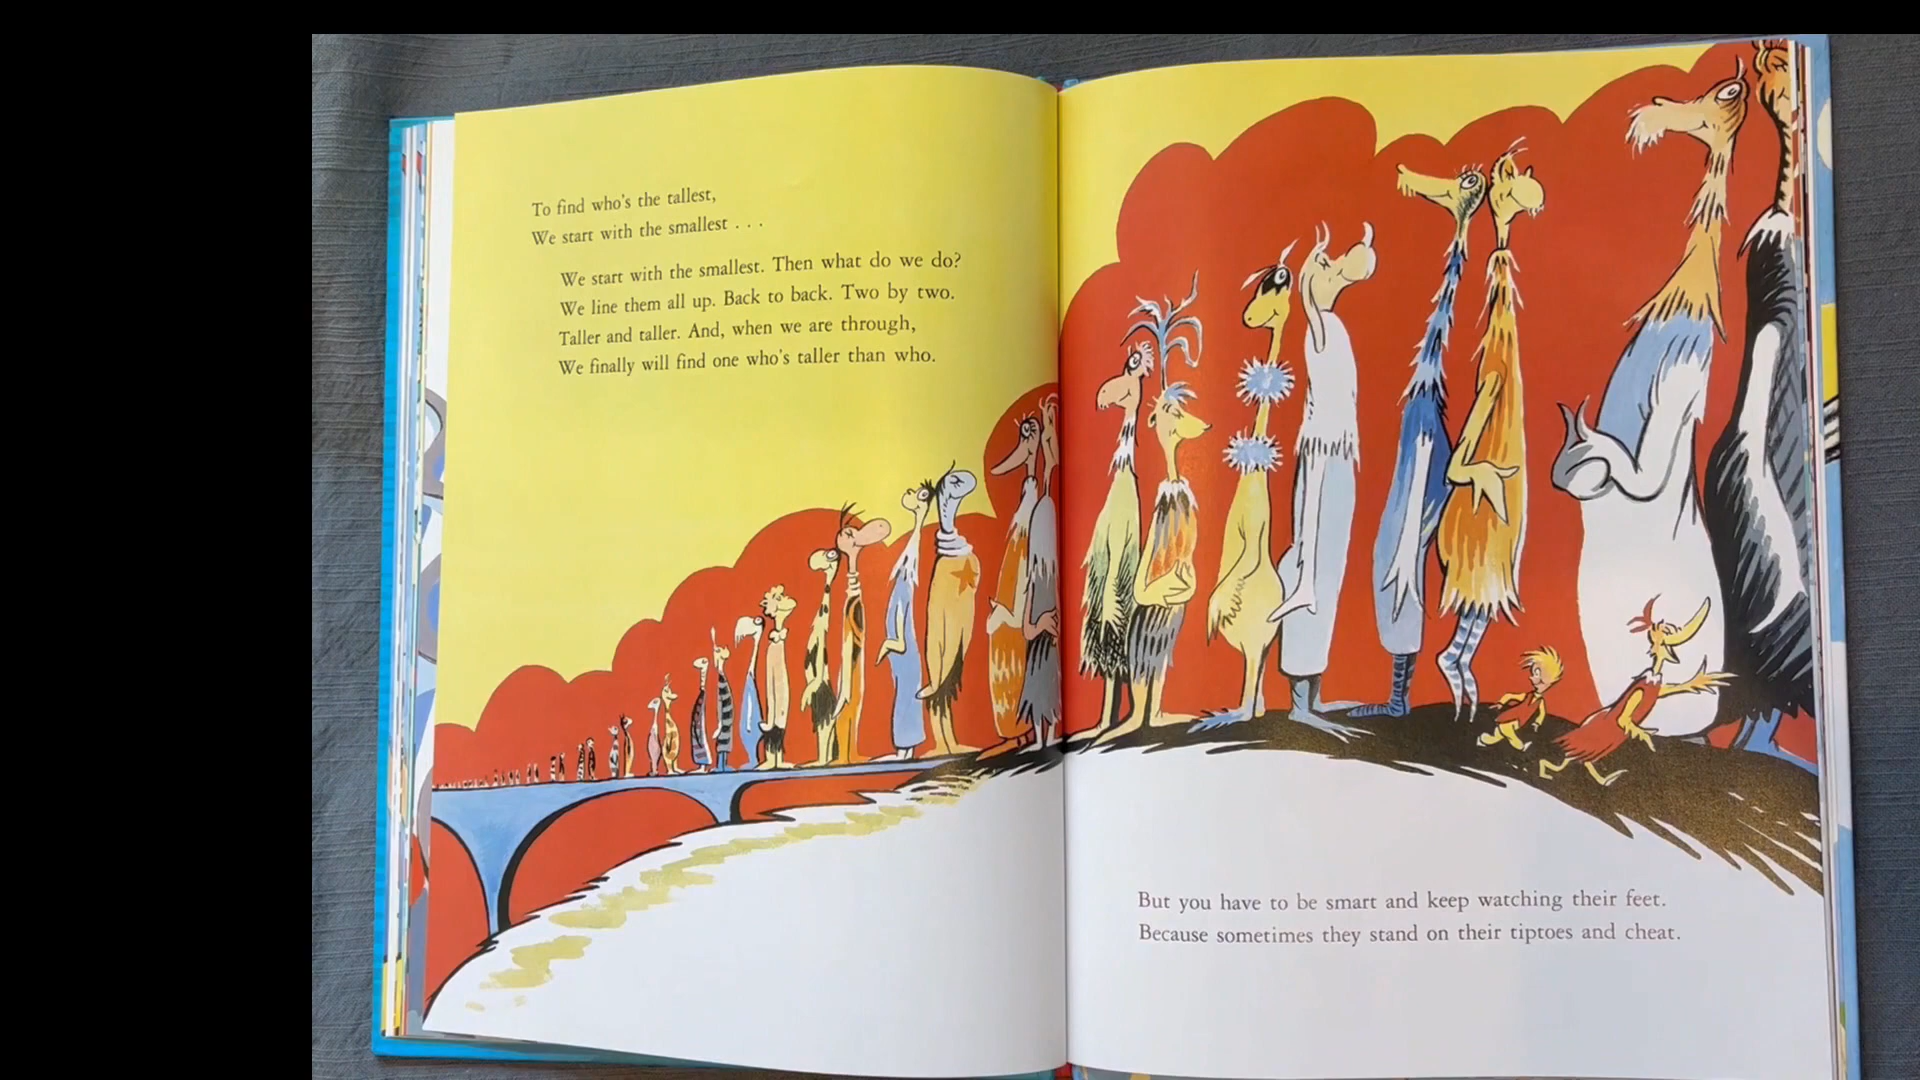 To find who's the tallest,
We start with the smallest . . .
We start with the smallest. Then what do we do?
We line them all up. Back to back. Two by two.
Taller and taller. And, when we are through,
We finally will find one who's taller than who.
But you have to be smart and keep watching their feet.
Because sometimes they stand on their tiptoes and cheat.